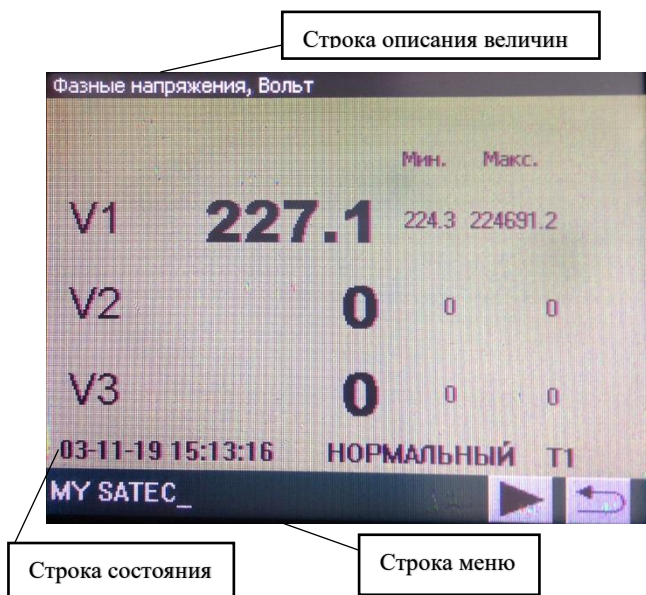 Строка описания величин
Фазные напряжения, Вольт
Мин. Макс.
V1 227.1 224.3 224691.2
V2 0 0 0
V3 0 0 0
03-11-19 15:13:16 НОРМАЛЬНЫЙ T1
MY SATEC_
Строка состояния
Строка меню